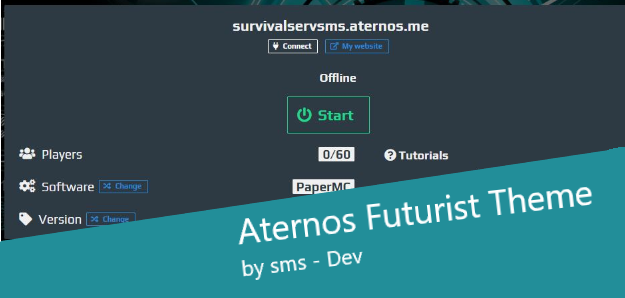 survivalservsms.aternos.me
Connect My website
Offline
Start
Players 0/60 Tutorials
Software Change PaperMC
Version Change
Aternos Futurist Theme
by sms - Dev